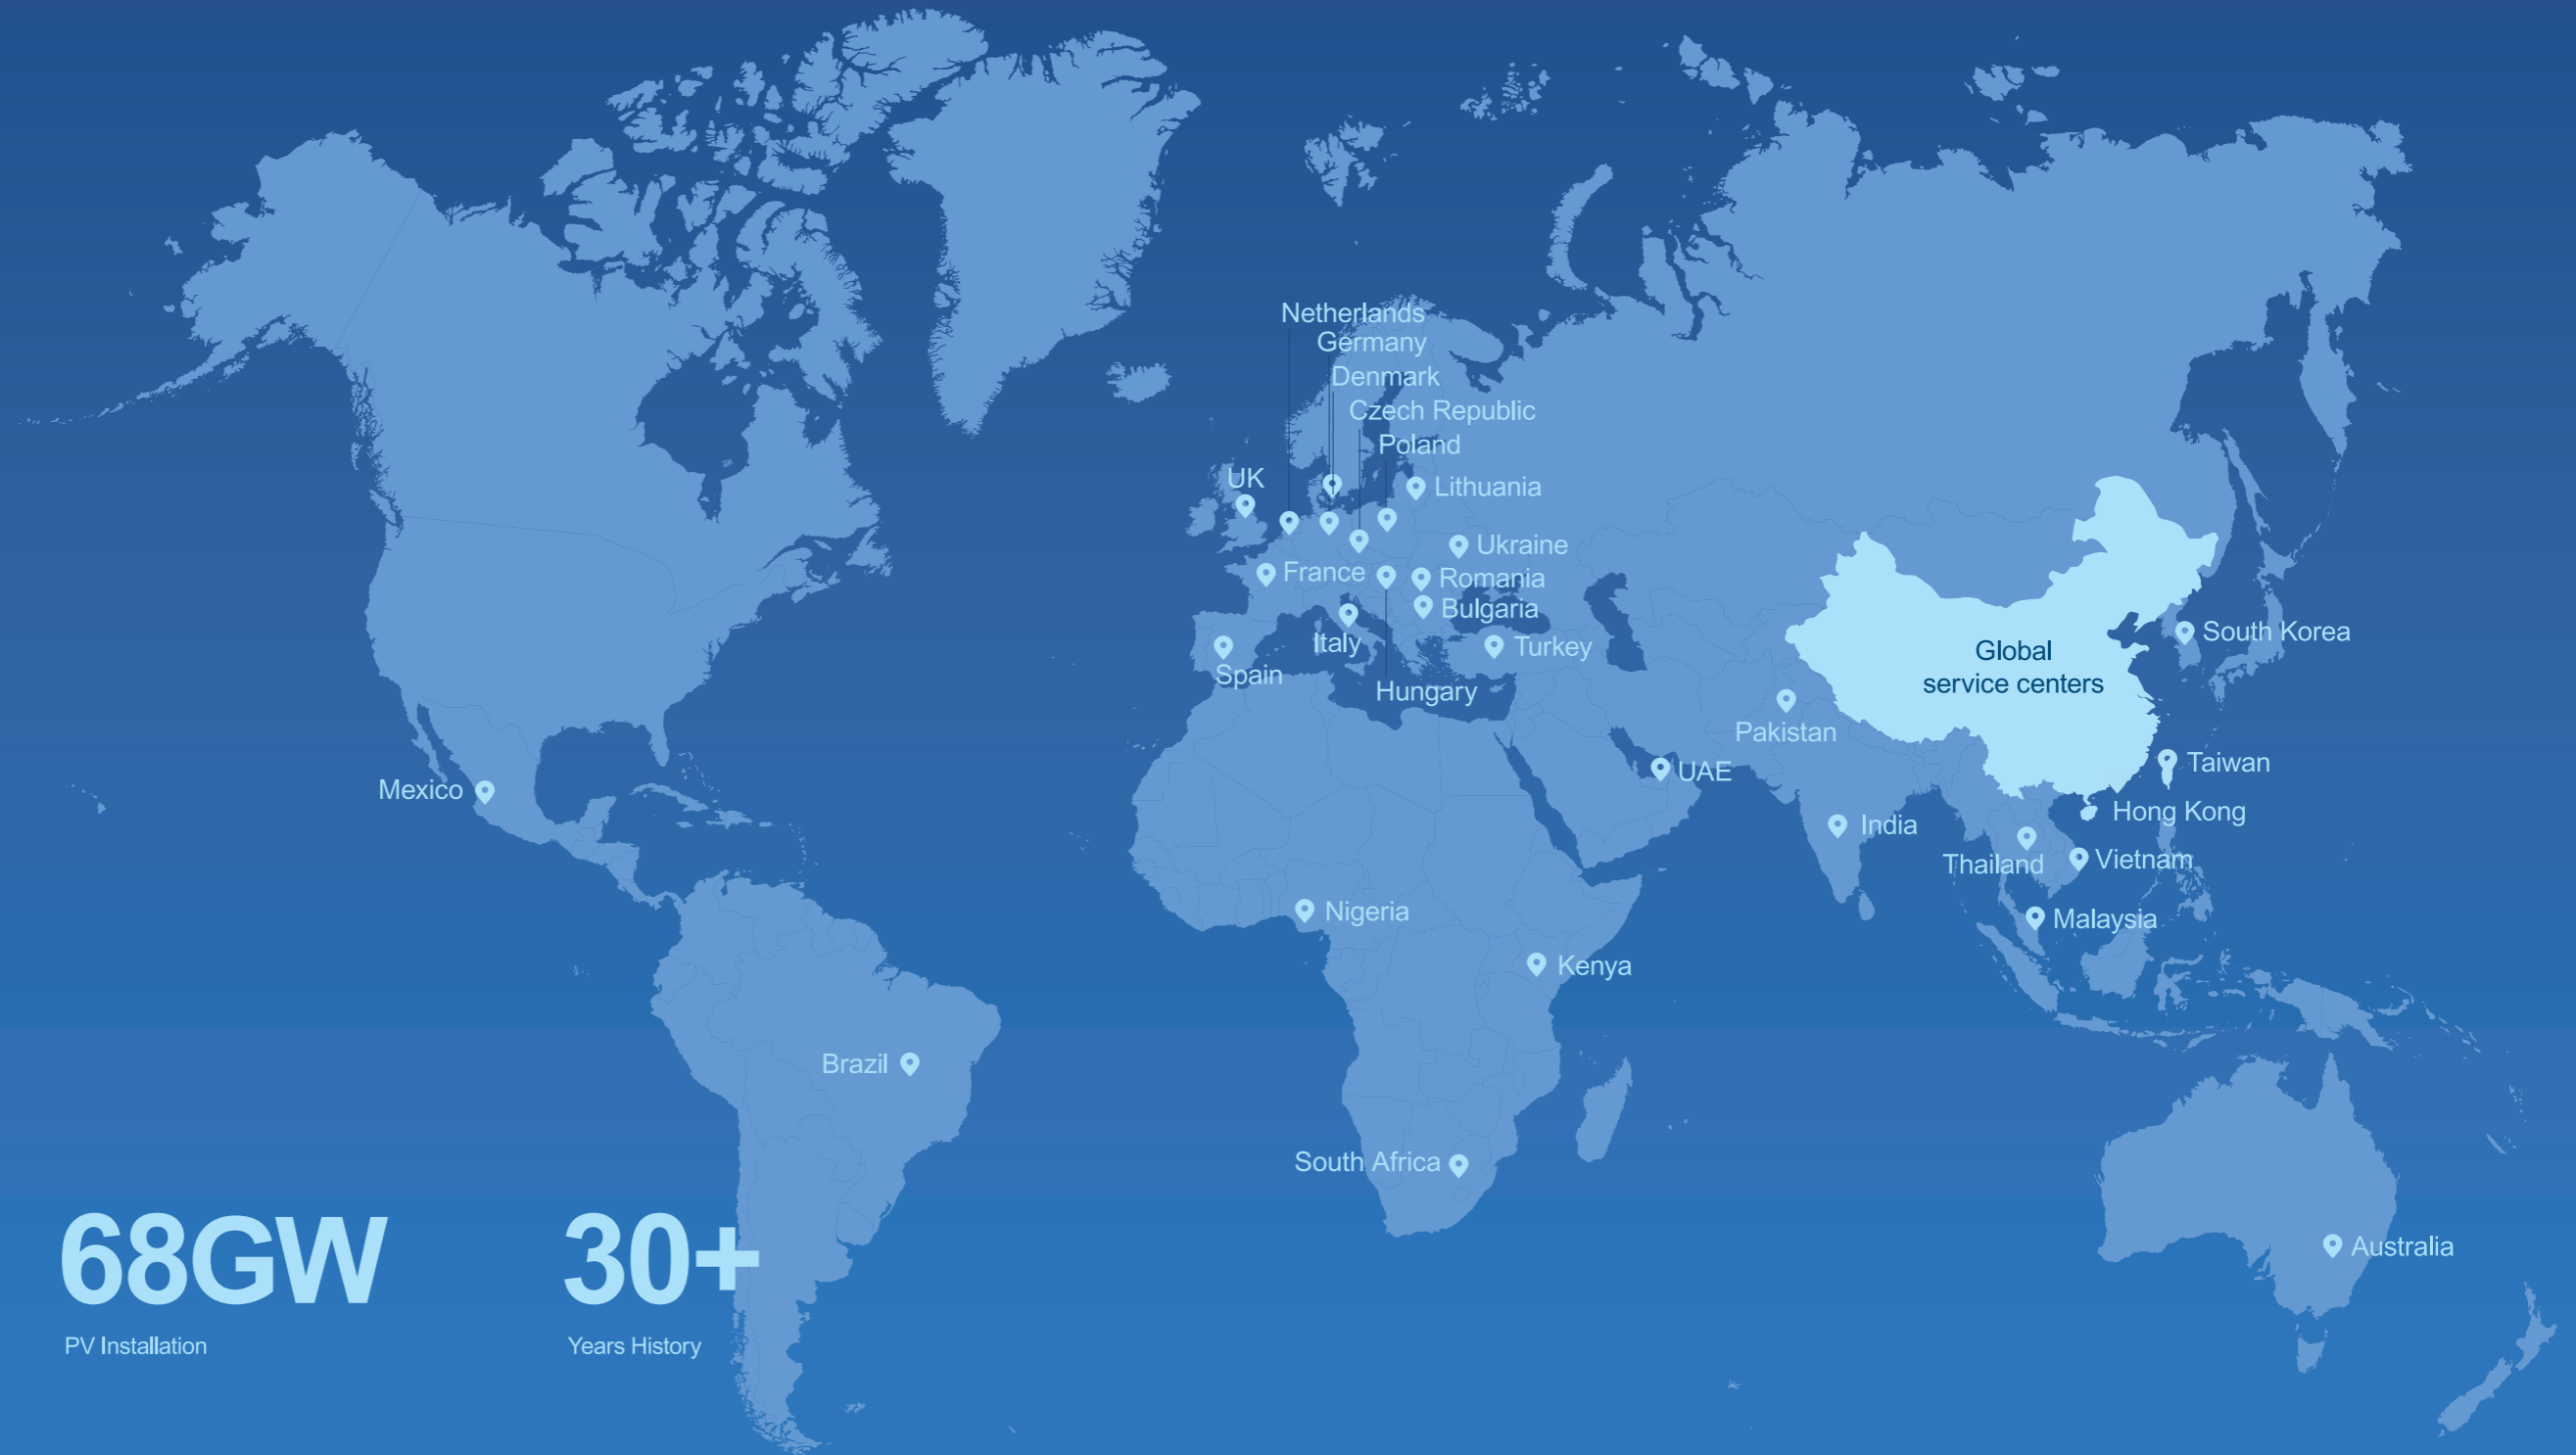 Netherlands
Germany
Denmark
Czech Republic
Poland
UK
Lithuania
Ukraine
France
Romania
Bulgaria
Italy
Turkey
Spain
Hungary
Global
service centers
South Korea
Pakistan
UAE
Taiwan
Mexico
Hong Kong
India
Thailand
Vietnam
Nigeria
Malaysia
Kenya
Brazil
South Africa
Australia
68GW
PV Installation
30+
Years History